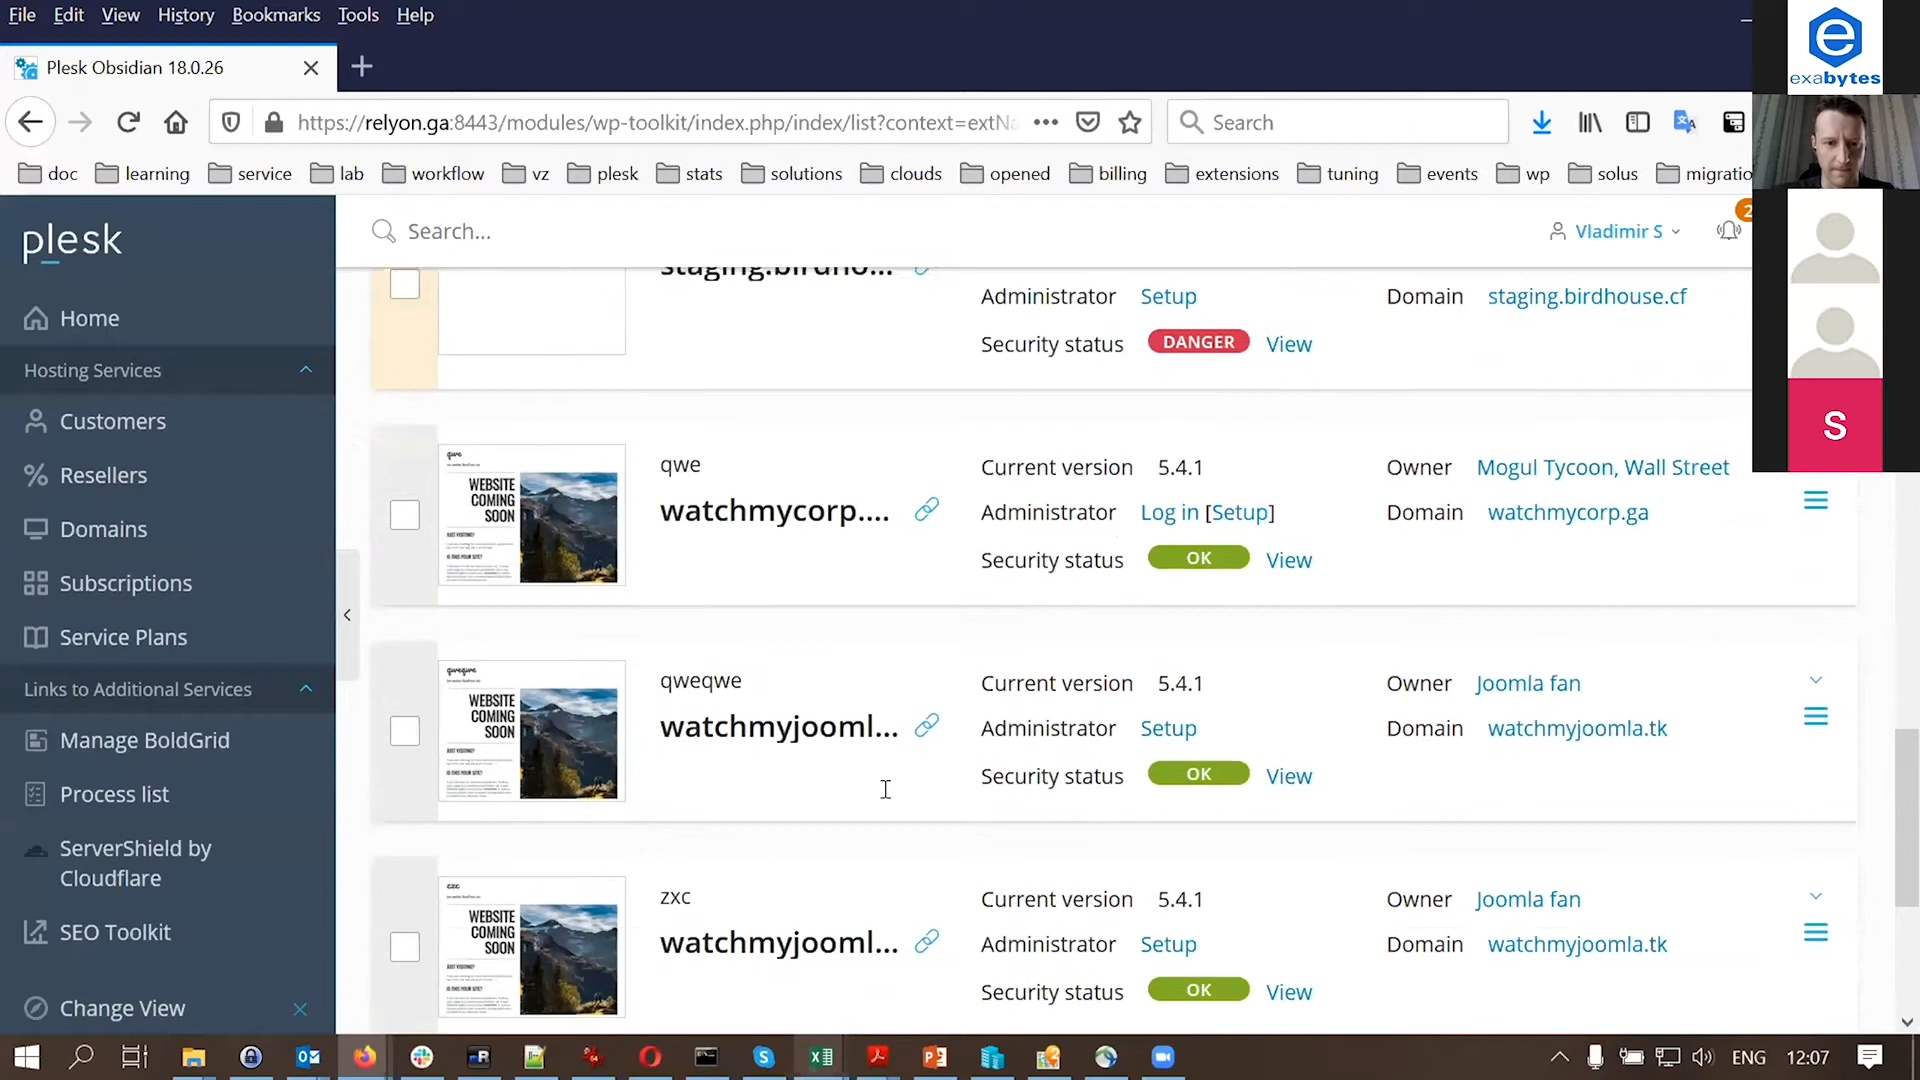 File Edit View History Bookmarks Tools Help
Plesk Obsidian 18.0.26
https://relyon.ga:8443/modules/wp-toolkit/index.php/index/list?context=extNa
Search
doc learning service lab workflow vz plesk stats solutions clouds opened billing extensions tuning events wp solus migratio
exabytes
plesk
Search...
Vladimir S
2
Home
Hosting Services
Customers
Resellers
Domains
Subscriptions
Service Plans
Links to Additional Services
Manage BoldGrid
Process list
ServerShield by
Cloudflare
SEO Toolkit
Change View
staging.birdho...
Administrator Setup
Domain staging.birdhouse.cf
Security status DANGER View
S
qwe
WEBSITE
COMING
SOON
qwe
watchmycorp....
Current version 5.4.1
Owner Mogul Tycoon, Wall Street
Administrator Log in [Setup]
Domain watchmycorp.ga
Security status OK View
qweqwe
WEBSITE
COMING
SOON
qweqwe
watchmyjooml...
Current version 5.4.1
Owner Joomla fan
Administrator Setup
Domain watchmyjoomla.tk
Security status OK View
zxc
WEBSITE
COMING
SOON
zxc
watchmyjooml...
Current version 5.4.1
Owner Joomla fan
Administrator Setup
Domain watchmyjoomla.tk
Security status OK View
ENG 12:07